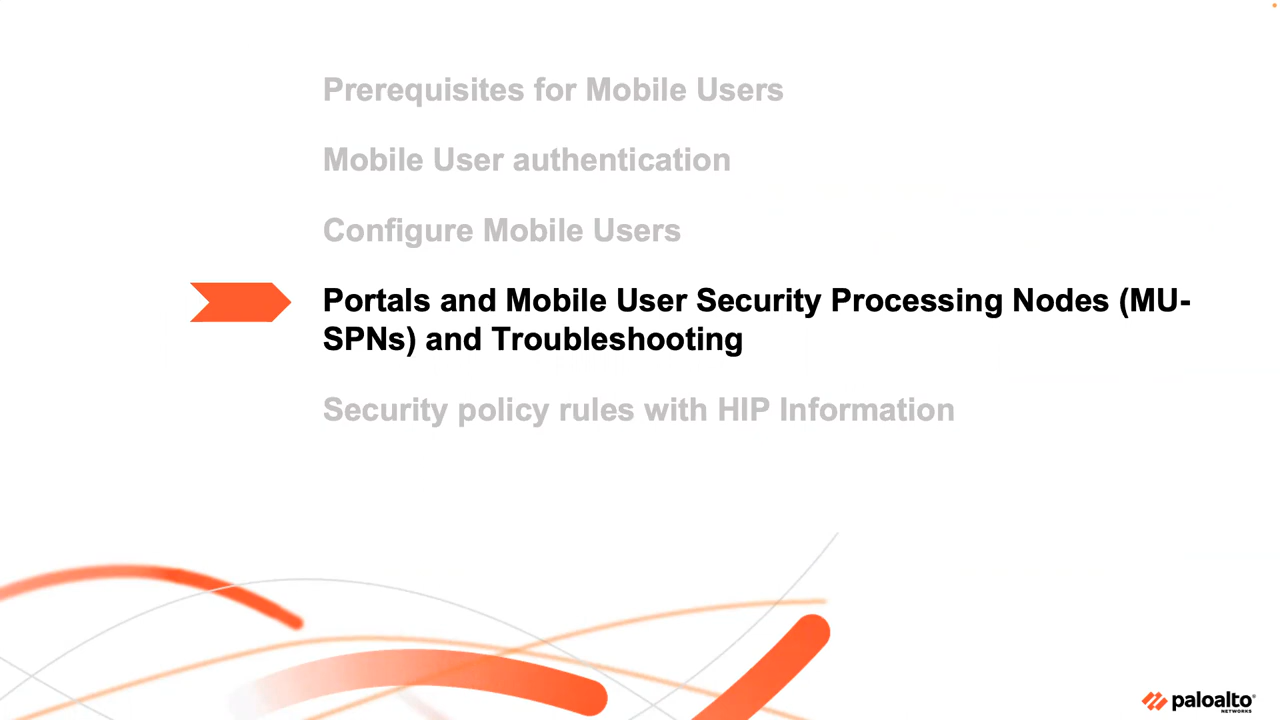 Prerequisites for Mobile Users
Mobile User authentication
Configure Mobile Users
Portals and Mobile User Security Processing Nodes (MU-
SPNs) and Troubleshooting
Security policy rules with HIP Information
paloalto®
NETWORKS